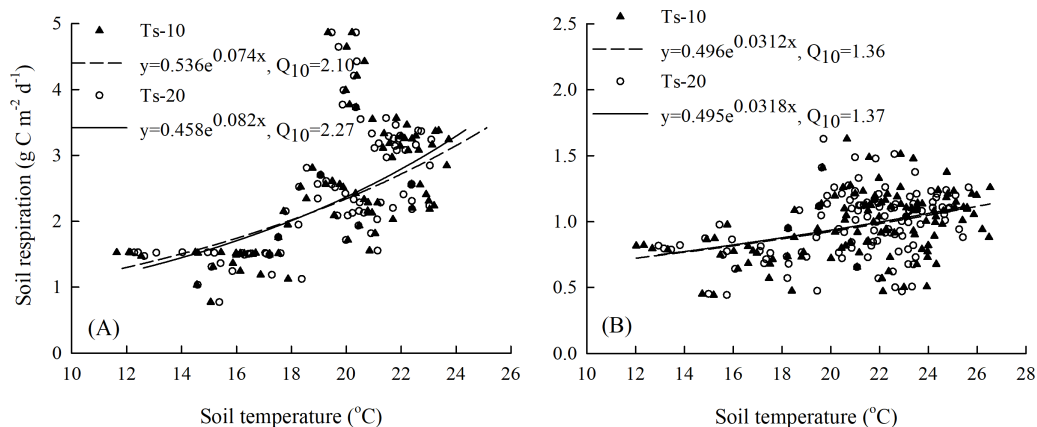 Soil respiration (g C m⁻² d⁻¹)
5
4
3
2
1
0
Ts-10
y=0.536e^0.074x, Q₁₀=2.10
Ts-20
y=0.458e^0.082x, Q₁₀=2.27
(A)
10 12 14 16 18 20 22 24 26
Soil temperature (°C)
2.5
2.0
1.5
1.0
0.5
0.0
Ts-10
y=0.496e^0.0312x, Q₁₀=1.36
Ts-20
y=0.495e^0.0318x, Q₁₀=1.37
(B)
10 12 14 16 18 20 22 24 26 28
Soil temperature (°C)